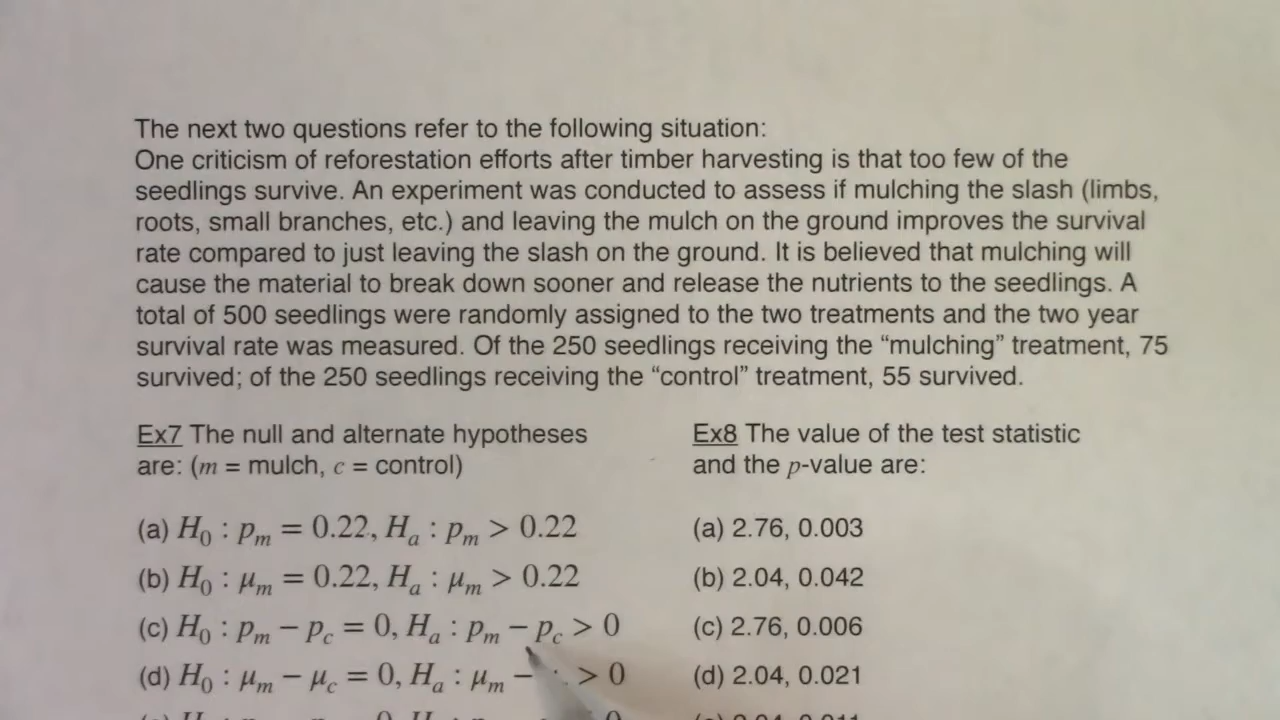 The next two questions refer to the following situation:
One criticism of reforestation efforts after timber harvesting is that too few of the
seedlings survive. An experiment was conducted to assess if mulching the slash (limbs,
roots, small branches, etc.) and leaving the mulch on the ground improves the survival
rate compared to just leaving the slash on the ground. It is believed that mulching will
cause the material to break down sooner and release the nutrients to the seedlings. A
total of 500 seedlings were randomly assigned to the two treatments and the two year
survival rate was measured. Of the 250 seedlings receiving the “mulching” treatment, 75
survived; of the 250 seedlings receiving the “control” treatment, 55 survived.
Ex7 The null and alternate hypotheses
are: (m = mulch, c = control)
(a) H₀ : pₘ = 0.22, Hₐ : pₘ > 0.22
(b) H₀ : μₘ = 0.22, Hₐ : μₘ > 0.22
(c) H₀ : pₘ − p_c = 0, Hₐ : pₘ − p_c > 0
(d) H₀ : μₘ − μ_c = 0, Hₐ : μₘ − > 0
Ex8 The value of the test statistic
and the p-value are:
(a) 2.76, 0.003
(b) 2.04, 0.042
(c) 2.76, 0.006
(d) 2.04, 0.021